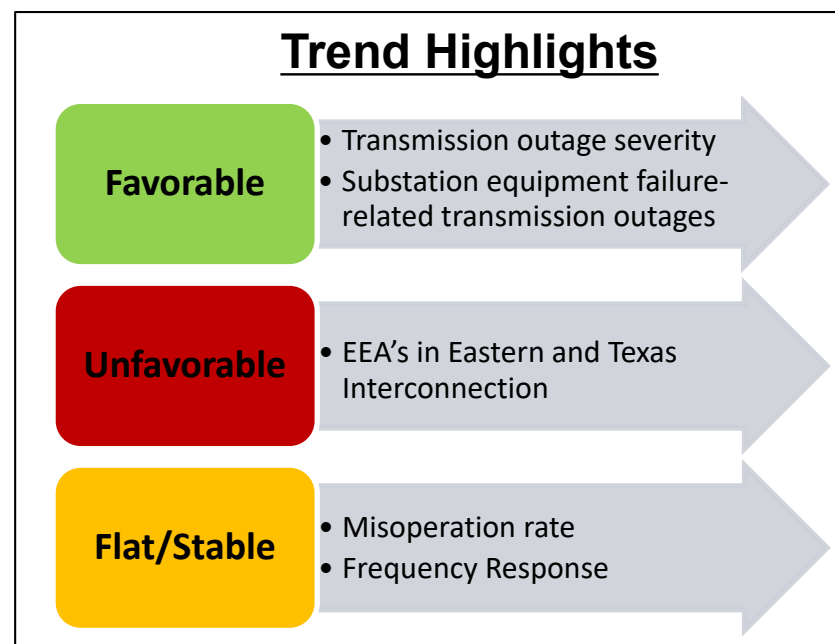 Trend Highlights
Favorable
• Transmission outage severity
• Substation equipment failure-
related transmission outages
Unfavorable
• EEA's in Eastern and Texas
Interconnection
Flat/Stable
• Misoperation rate
• Frequency Response